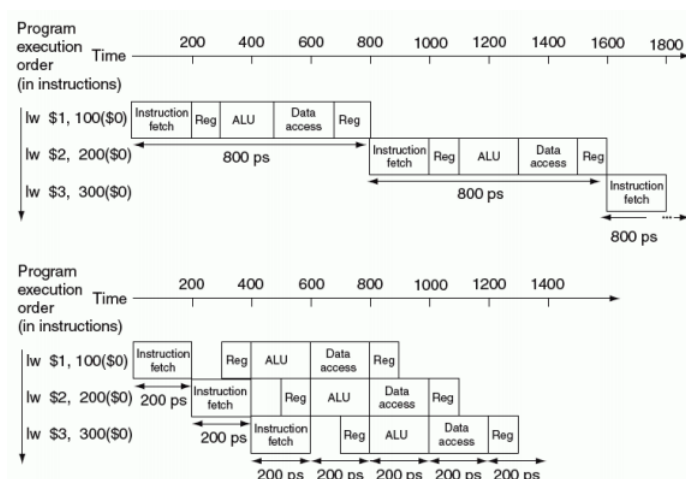 Program
execution
order
(in instructions)
Time
200 400 600 800 1000 1200 1400 1600 1800
lw $1, 100($0)
Instruction
fetch
Reg
ALU
Data
access
Reg
800 ps
lw $2, 200($0)
Instruction
fetch
Reg
ALU
Data
access
Reg
800 ps
lw $3, 300($0)
Instruction
fetch
...
800 ps
Program
execution
order
(in instructions)
Time
200 400 600 800 1000 1200 1400
lw $1, 100($0)
Instruction
fetch
Reg
ALU
Data
access
Reg
200 ps
lw $2, 200($0)
Instruction
fetch
Reg
ALU
Data
access
Reg
200 ps
lw $3, 300($0)
Instruction
fetch
Reg
ALU
Data
access
Reg
200 ps 200 ps 200 ps 200 ps 200 ps